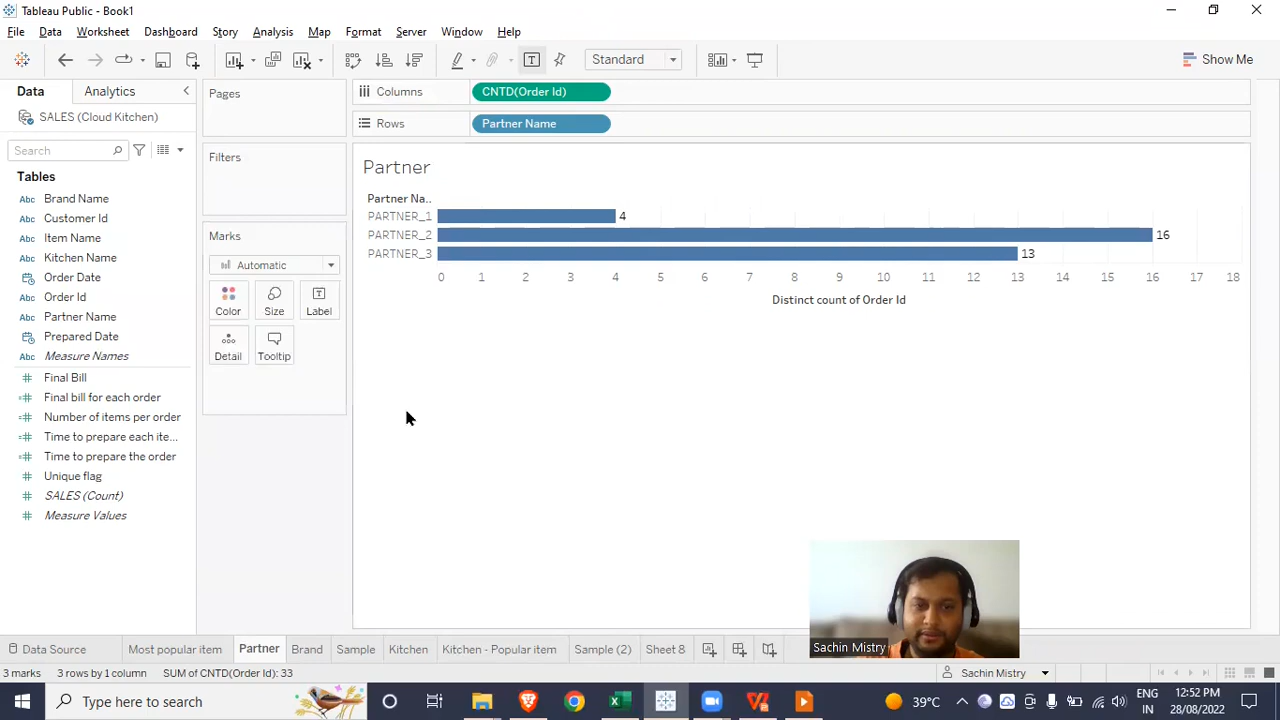 Tableau Public - Book1
File Data Worksheet Dashboard Story Analysis Map Format Server Window Help
Standard
Show Me
Data Analytics
SALES (Cloud Kitchen)
Search
Tables
Abc Brand Name
Abc Customer Id
Abc Item Name
Abc Kitchen Name
Order Date
Abc Order Id
Abc Partner Name
Prepared Date
Abc Measure Names
Final Bill
Final bill for each order
Number of items per order
Time to prepare each ite...
Time to prepare the order
Unique flag
SALES (Count)
Measure Values
Pages
Filters
Marks
Automatic
Color Size Label
Detail Tooltip
Columns CNTD(Order Id)
Rows Partner Name
Partner
Partner Na..
PARTNER_1 4
PARTNER_2 16
PARTNER_3 13
0 1 2 3 4 5 6 7 8 9 10 11 12 13 14 15 16 17 18
Distinct count of Order Id
Sachin Mistry
Data Source Most popular item Partner Brand Sample Kitchen Kitchen - Popular item Sample (2) Sheet 8
3 marks 3 rows by 1 column SUM of CNTD(Order Id): 33
Sachin Mistry
Type here to search
39°C
ENG
IN
12:52 PM
28/08/2022